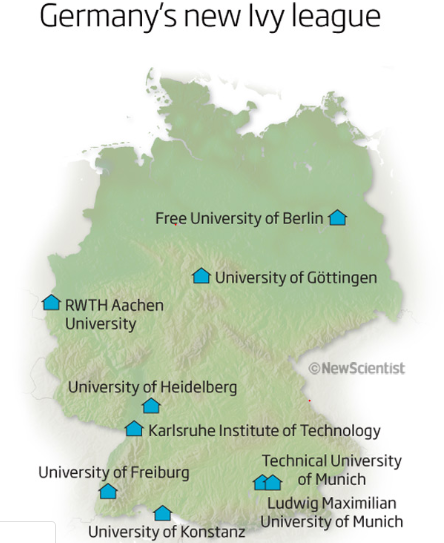 Germany's new Ivy league
Free University of Berlin
University of Göttingen
RWTH Aachen
University
©NewScientist
University of Heidelberg
Karlsruhe Institute of Technology
Technical University
of Munich
University of Freiburg
Ludwig Maximilian
University of Munich
University of Konstanz